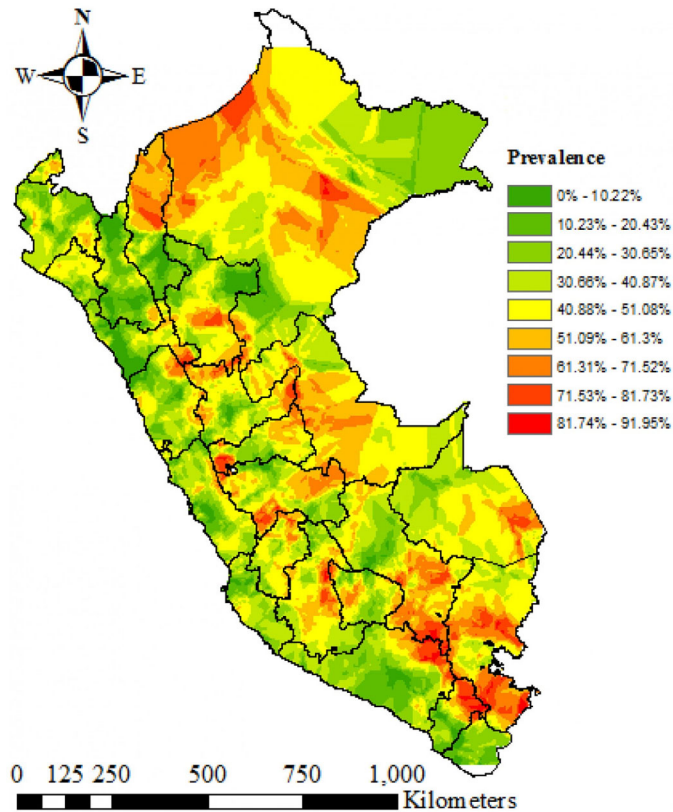 N
W E
S
Prevalence
0% - 10.22%
10.23% - 20.43%
20.44% - 30.65%
30.66% - 40.87%
40.88% - 51.08%
51.09% - 61.3%
61.31% - 71.52%
71.53% - 81.73%
81.74% - 91.95%
0 125 250 500 750 1,000
Kilometers